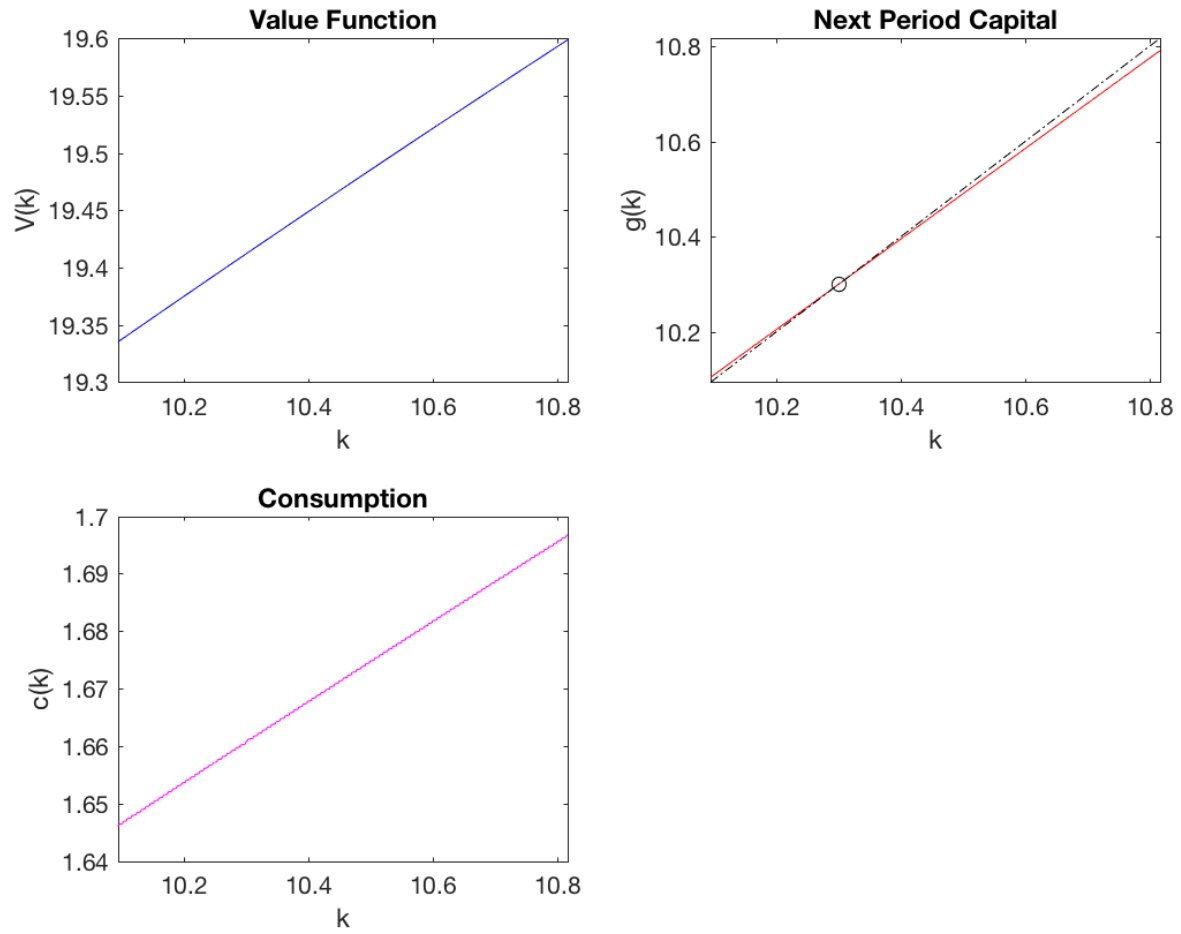 Value Function
19.6
19.55
19.5
19.45
19.4
19.35
19.3
V(k)
10.2 10.4 10.6 10.8
k
Next Period Capital
10.8
10.6
10.4
10.2
g(k)
10.2 10.4 10.6 10.8
k
Consumption
1.7
1.69
1.68
1.67
1.66
1.65
1.64
c(k)
10.2 10.4 10.6 10.8
k